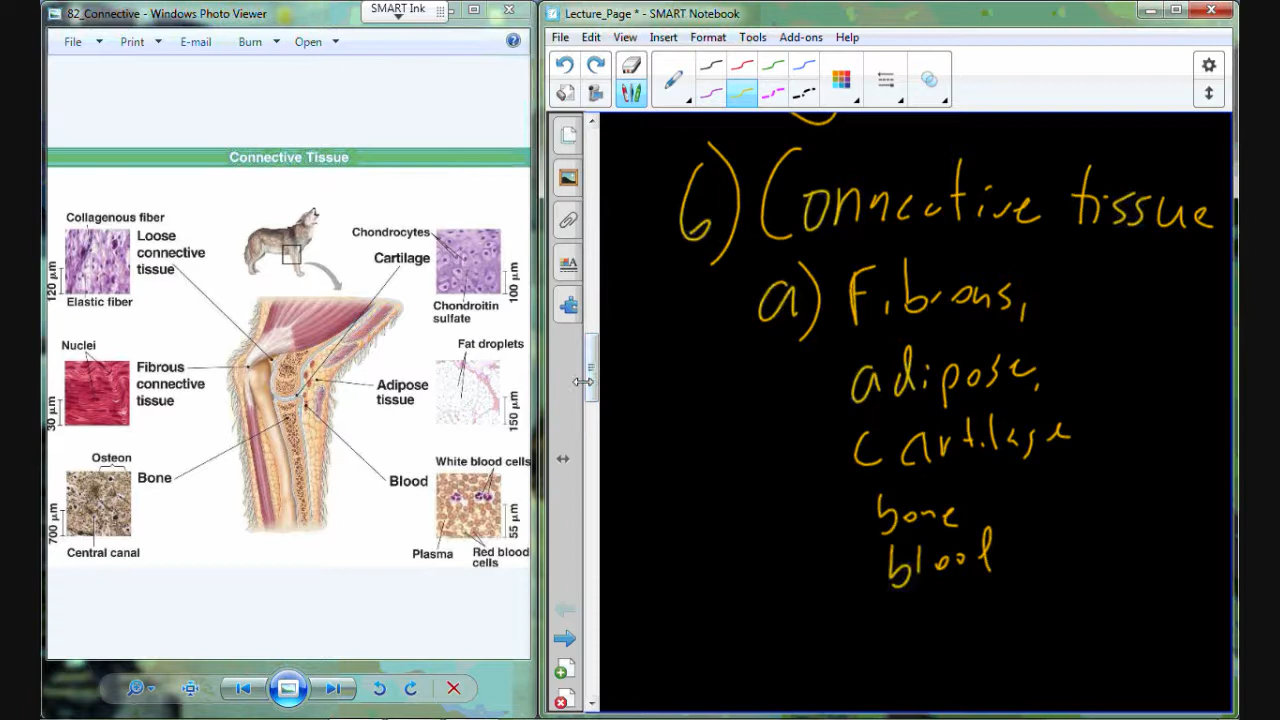 82_Connective - Windows Photo Viewer
SMART Ink
File Print E-mail Burn Open
Connective Tissue
Collagenous fiber
Loose
connective
tissue
120 µm
Elastic fiber
Nuclei
Fibrous
connective
tissue
30 µm
Osteon
Bone
700 µm
Central canal
Chondrocytes
Cartilage
100 µm
Chondroitin
sulfate
Fat droplets
Adipose
tissue
150 µm
White blood cells
Blood
55 µm
Plasma
Red blood
cells
Lecture_Page * - SMART Notebook
File Edit View Insert Format Tools Add-ons Help
6) Connective tissue
a) Fibrous,
adipose,
cartilage
bone
blood